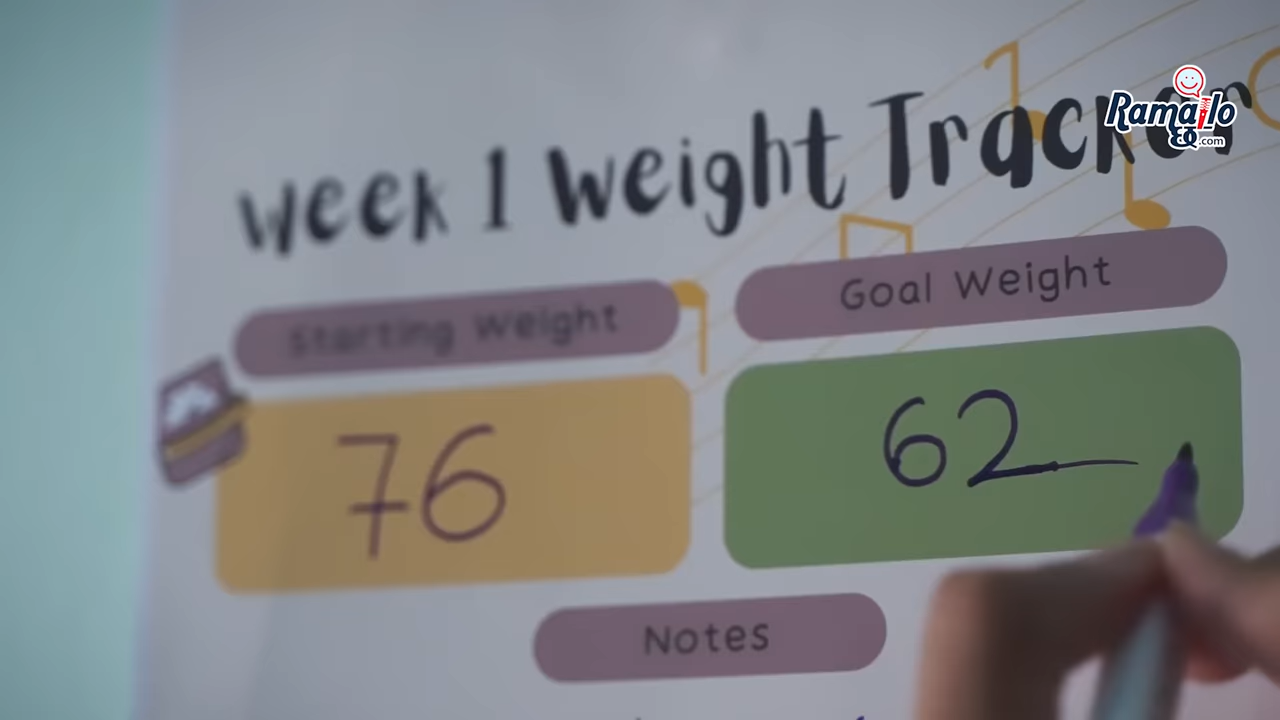 Week 1 Weight Tracker
Ramailo
.com
Starting Weight
Goal Weight
76
62
Notes